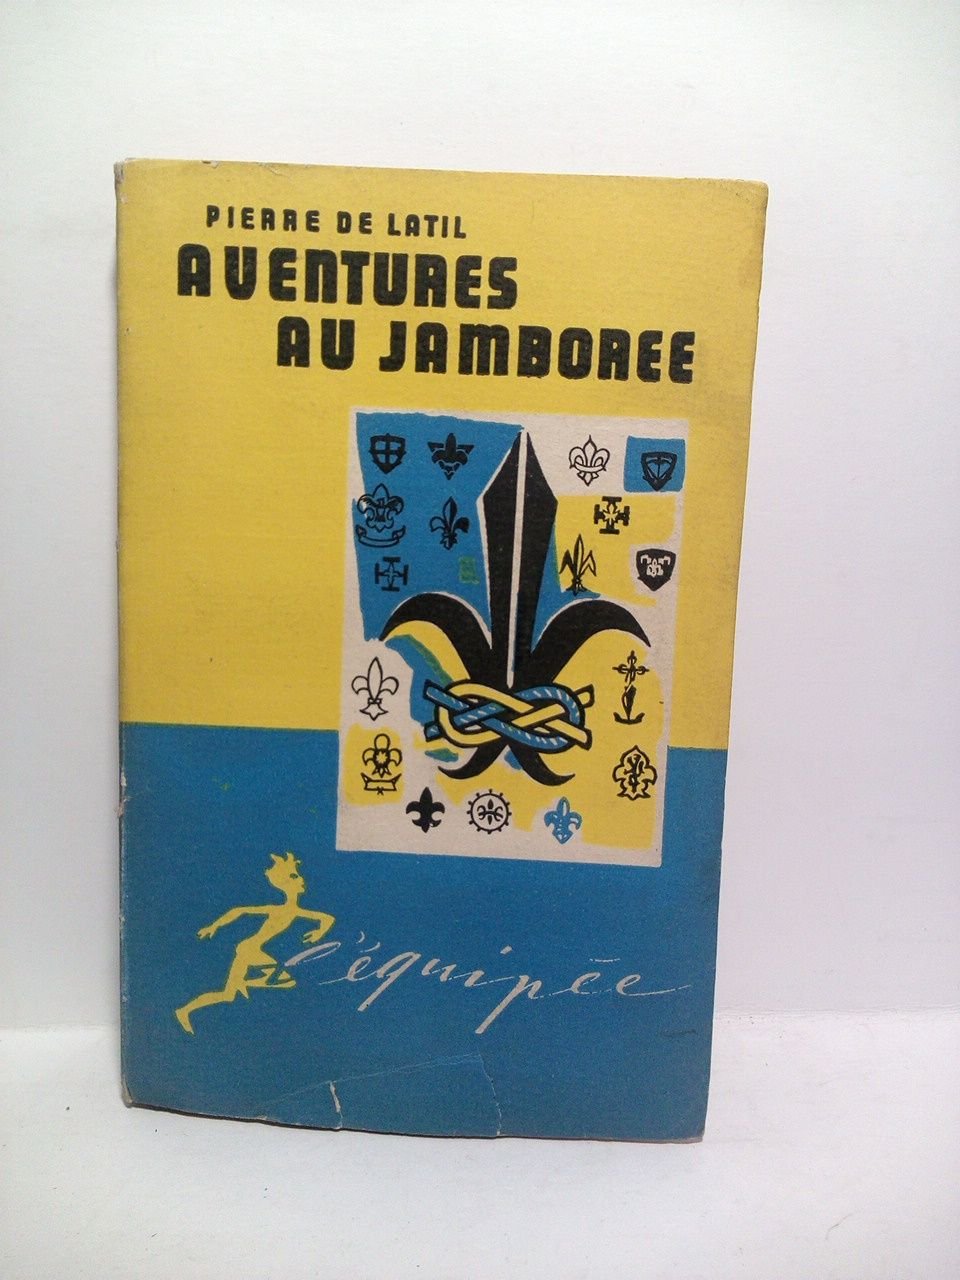 PIERRE DE LATIL
AVENTURES
AU JAMBOREE
l'équipée